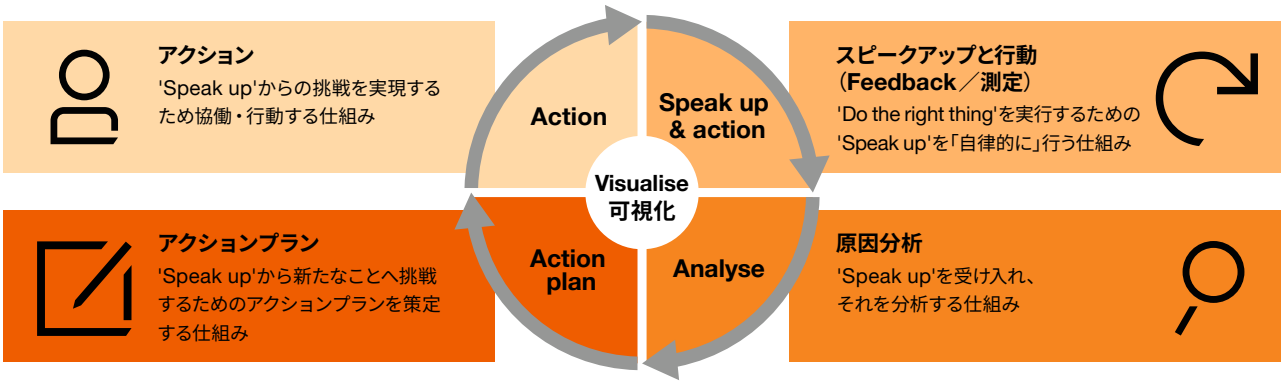 アクション
'Speak up'からの挑戦を実現する
ため協働・行動する仕組み
Action
Speak up
& action
スピークアップと行動
（Feedback／測定）
'Do the right thing'を実行するための
'Speak up'を「自律的に」行う仕組み
Visualise
可視化
アクションプラン
'Speak up'から新たなことへ挑戦
するためのアクションプランを策定
する仕組み
Action
plan
Analyse
原因分析
'Speak up'を受け入れ、
それを分析する仕組み